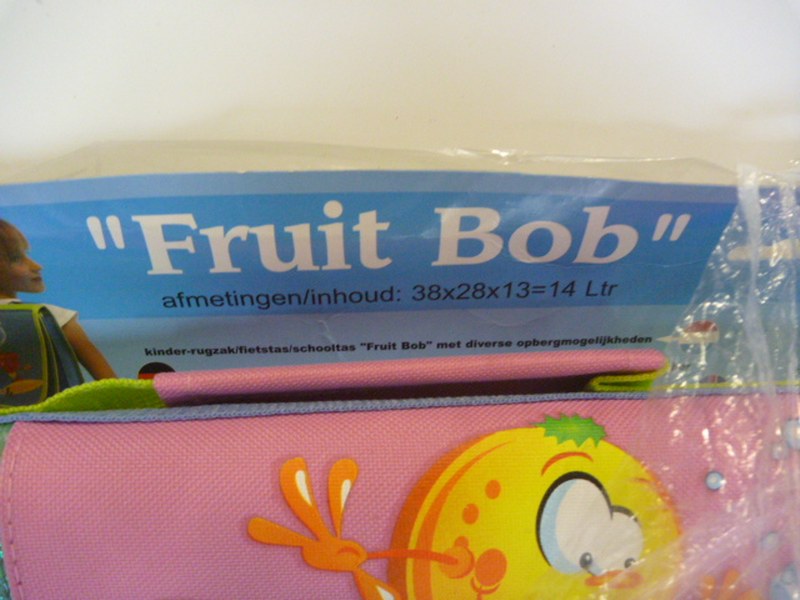 "Fruit Bob"
afmetingen/inhoud: 38x28x13=14 Ltr
kinder-rugzak/fietstas/schooltas "Fruit Bob" met diverse opbergmogelijkheden